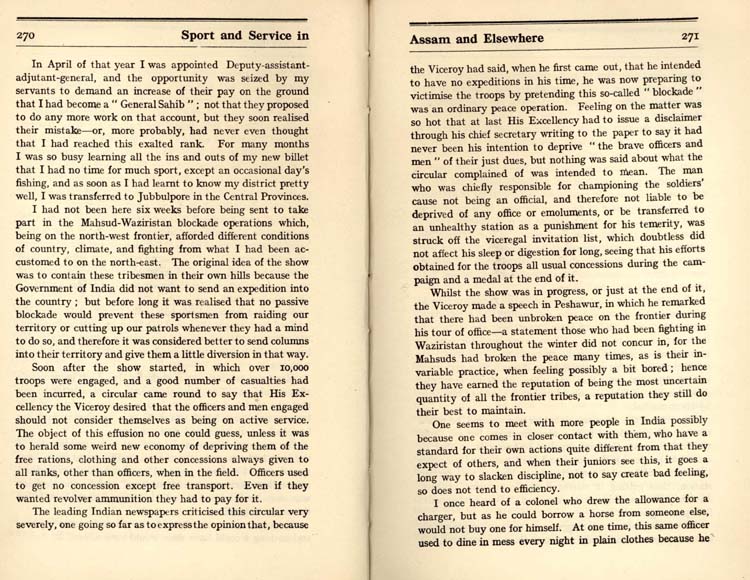 270 Sport and Service in
In April of that year I was appointed Deputy-assistant-
adjutant-general, and the opportunity was seized by my
servants to demand an increase of their pay on the ground
that I had become a “ General Sahib ” ; not that they proposed
to do any more work on that account, but they soon realised
their mistake—or, more probably, had never even thought
that I had reached this exalted rank. For many months
I was so busy learning all the ins and outs of my new billet
that I had no time for much sport, except an occasional day's
fishing, and as soon as I had learnt to know my district pretty
well, I was transferred to Jubbulpore in the Central Provinces.
I had not been here six weeks before being sent to take
part in the Mahsud-Waziristan blockade operations which,
being on the north-west frontier, afforded different conditions
of country, climate, and fighting from what I had been ac-
customed to on the north-east. The original idea of the show
was to contain these tribesmen in their own hills because the
Government of India did not want to send an expedition into
the country ; but before long it was realised that no passive
blockade would prevent these sportsmen from raiding our
territory or cutting up our patrols whenever they had a mind
to do so, and therefore it was considered better to send columns
into their territory and give them a little diversion in that way.
Soon after the show started, in which over 10,000
troops were engaged, and a good number of casualties had
been incurred, a circular came round to say that His Ex-
cellency the Viceroy desired that the officers and men engaged
should not consider themselves as being on active service.
The object of this effusion no one could guess, unless it was
to herald some weird new economy of depriving them of the
free rations, clothing and other concessions always given to
all ranks, other than officers, when in the field. Officers used
to get no concession except free transport. Even if they
wanted revolver ammunition they had to pay for it.
The leading Indian newspapers criticised this circular very
severely, one going so far as to express the opinion that, because
Assam and Elsewhere 271
the Viceroy had said, when he first came out, that he intended
to have no expeditions in his time, he was now preparing to
victimise the troops by pretending this so-called “ blockade ”
was an ordinary peace operation. Feeling on the matter was
so hot that at last His Excellency had to issue a disclaimer
through his chief secretary writing to the paper to say it had
never been his intention to deprive “ the brave officers and
men ” of their just dues, but nothing was said about what the
circular complained of was intended to mean. The man
who was chiefly responsible for championing the soldiers'
cause not being an official, and therefore not liable to be
deprived of any office or emoluments, or be transferred to
an unhealthy station as a punishment for his temerity, was
struck off the viceregal invitation list, which doubtless did
not affect his sleep or digestion for long, seeing that his efforts
obtained for the troops all usual concessions during the cam-
paign and a medal at the end of it.
Whilst the show was in progress, or just at the end of it,
the Viceroy made a speech in Peshawur, in which he remarked
that there had been unbroken peace on the frontier during
his tour of office—a statement those who had been fighting in
Waziristan throughout the winter did not concur in, for the
Mahsuds had broken the peace many times, as is their in-
variable practice, when feeling possibly a bit bored ; hence
they have earned the reputation of being the most uncertain
quantity of all the frontier tribes, a reputation they still do
their best to maintain.
One seems to meet with more people in India possibly
because one comes in closer contact with them, who have a
standard for their own actions quite different from that they
expect of others, and when their juniors see this, it goes a
long way to slacken discipline, not to say create bad feeling,
so does not tend to efficiency.
I once heard of a colonel who drew the allowance for a
charger, but as he could borrow a horse from someone else,
would not buy one for himself. At one time, this same officer
used to dine in mess every night in plain clothes because he